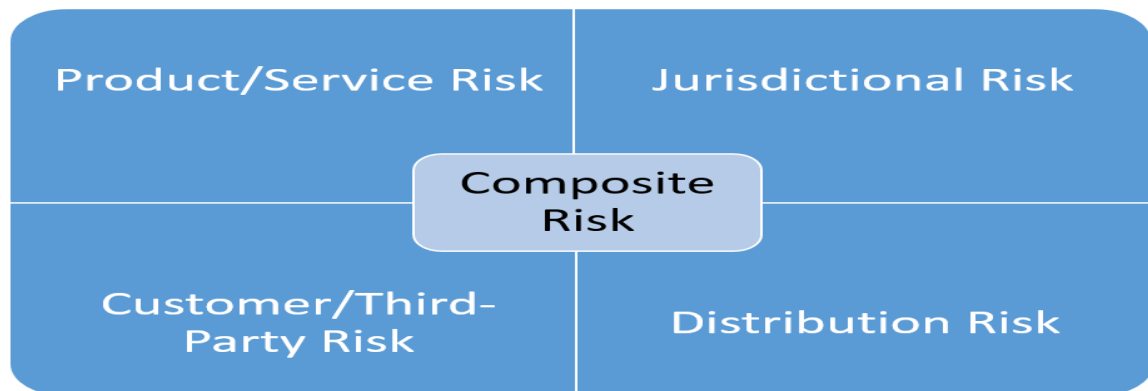 Product/Service Risk
Jurisdictional Risk
Composite
Risk
Customer/Third-
Party Risk
Distribution Risk